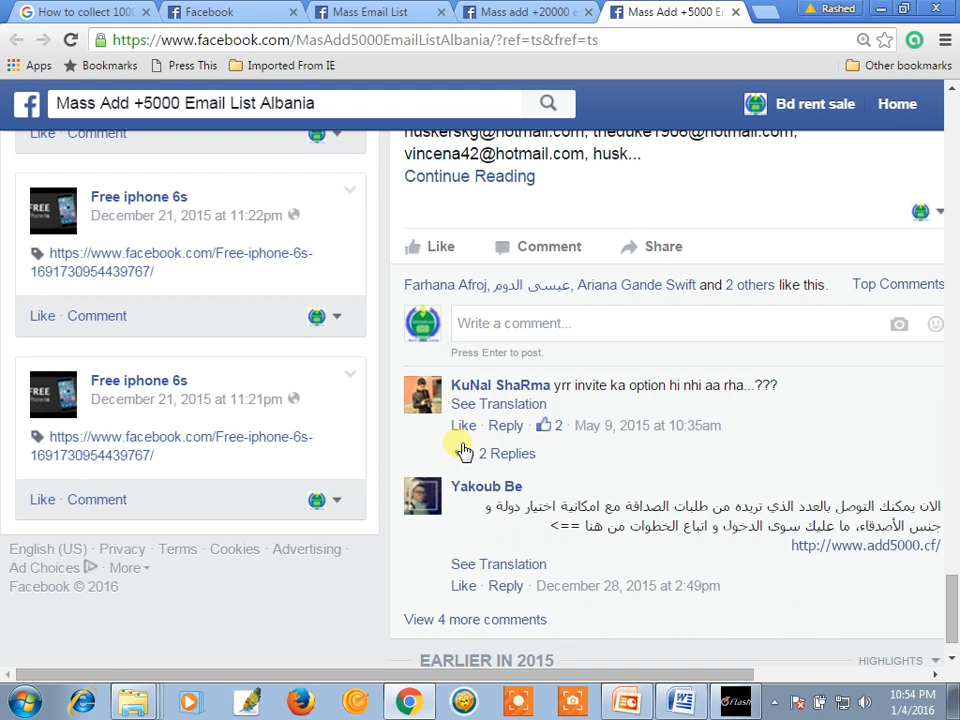 How to collect 1000
Facebook
Mass Email List
Mass add +20000 e
Mass Add +5000 E
Rashed
https://www.facebook.com/MasAdd5000EmailListAlbania/?ref=ts&fref=ts
Apps
Bookmarks
Press This
Imported From IE
Other bookmarks
Mass Add +5000 Email List Albania
Bd rent sale
Home
Like · Comment
Free iphone 6s
December 21, 2015 at 11:22pm
https://www.facebook.com/Free-iphone-6s-
1691730954439767/
Like · Comment
Free iphone 6s
December 21, 2015 at 11:21pm
https://www.facebook.com/Free-iphone-6s-
1691730954439767/
Like · Comment
English (US) · Privacy · Terms · Cookies · Advertising ·
Ad Choices · More
Facebook © 2016
huskerskg@hotmail.com, theduke1906@hotmail.com,
vincena42@hotmail.com, husk...
Continue Reading
Like Comment Share
Farhana Afroj, عيسى الدوم, Ariana Gande Swift and 2 others like this.
Top Comments
Write a comment...
Press Enter to post.
KuNal ShaRma yrr invite ka option hi nhi aa rha...???
See Translation
Like · Reply · 2 · May 9, 2015 at 10:35am
2 Replies
Yakoub Be
الان يمكنك التوصل بالعدد الذي تريده من طلبات الصداقة مع امكانية اختيار دولة و
جنس الأصدقاء، ما عليك سوى الدخول و اتباع الخطوات من هنا ==>
http://www.add5000.cf/
See Translation
Like · Reply · December 28, 2015 at 2:49pm
View 4 more comments
EARLIER IN 2015
HIGHLIGHTS
Flash
10:54 PM
1/4/2016